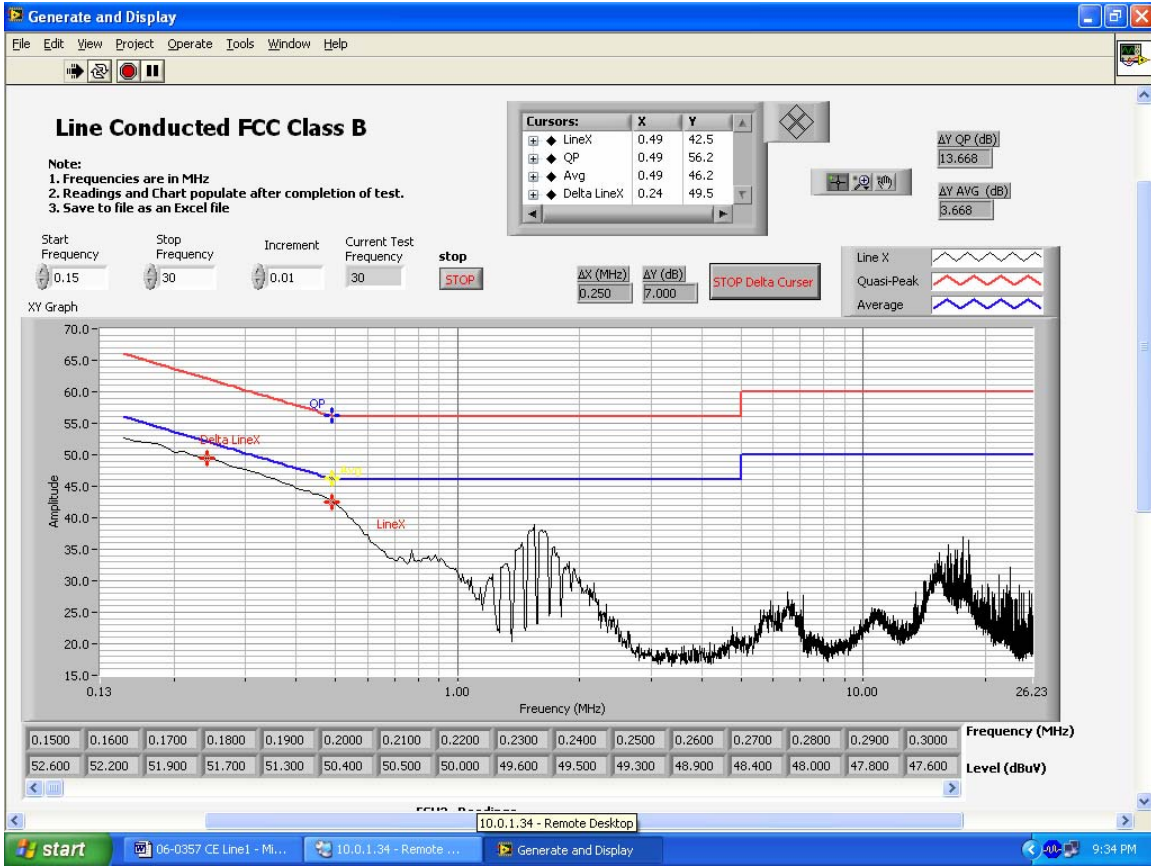 Generate and Display
File Edit View Project Operate Tools Window Help
Line Conducted FCC Class B
Note:
1. Frequencies are in MHz
2. Readings and Chart populate after completion of test.
3. Save to file as an Excel file
Cursors: X Y
LineX 0.49 42.5
QP 0.49 56.2
Avg 0.49 46.2
Delta LineX 0.24 49.5
ΔY QP (dB)
13.668
ΔY AVG (dB)
3.668
Start Frequency
0.15
Stop Frequency
30
Increment
0.01
Current Test Frequency
30
stop
STOP
ΔX (MHz)
0.250
ΔY (dB)
7.000
STOP Delta Curser
Line X
Quasi-Peak
Average
XY Graph
70.0
65.0
60.0
55.0
50.0
45.0
40.0
35.0
30.0
25.0
20.0
15.0
Amplitude
QP
Delta LineX
Avg
LineX
0.13 1.00 10.00 26.23
Freuency (MHz)
0.1500 0.1600 0.1700 0.1800 0.1900 0.2000 0.2100 0.2200 0.2300 0.2400 0.2500 0.2600 0.2700 0.2800 0.2900 0.3000 Frequency (MHz)
52.600 52.200 51.900 51.700 51.300 50.400 50.500 50.000 49.600 49.500 49.300 48.900 48.400 48.000 47.800 47.600 Level (dBuV)
10.0.1.34 - Remote Desktop
start
06-0357 CE Line1 - Mi...
10.0.1.34 - Remote ...
Generate and Display
9:34 PM